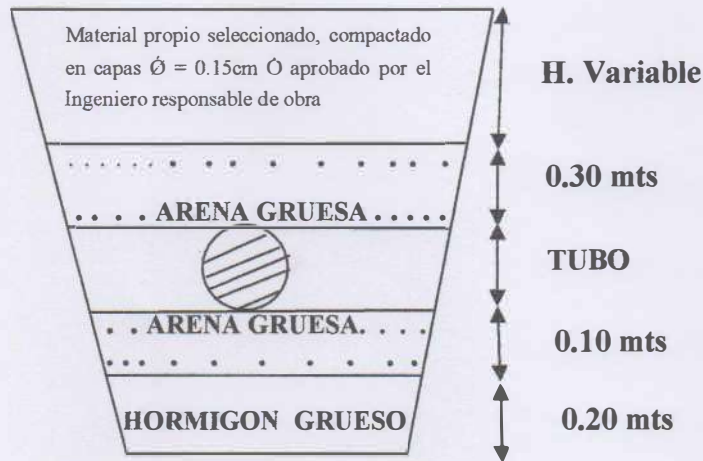 Material propio seleccionado, compactado
en capas Ǿ = 0.15cm Ó aprobado por el
Ingeniero responsable de obra
H. Variable
0.30 mts
ARENA GRUESA
TUBO
ARENA GRUESA
0.10 mts
HORMIGON GRUESO
0.20 mts